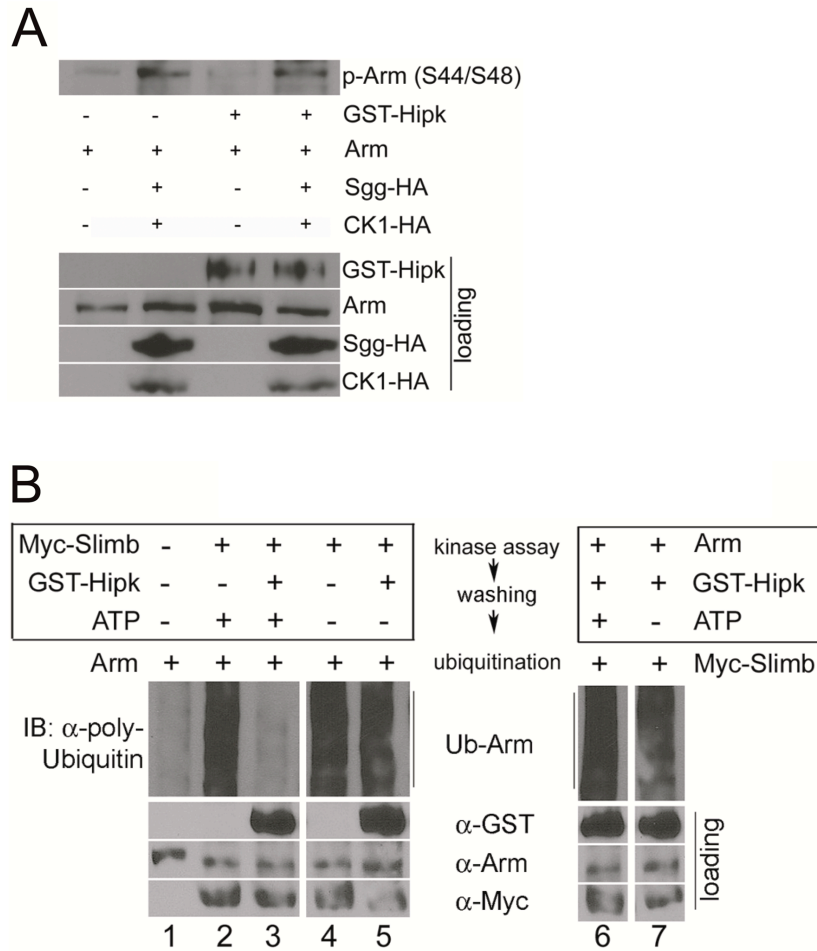 A
p-Arm (S44/S48)
- - + + GST-Hipk
+ + + + Arm
- + - + Sgg-HA
- + - + CK1-HA
GST-Hipk
Arm
Sgg-HA
CK1-HA
loading
B
Myc-Slimb - + + + +
GST-Hipk - - + - +
ATP - + + - -
Arm + + + + +
kinase assay
washing
ubiquitination
+ + Arm
+ + GST-Hipk
+ - ATP
+ + Myc-Slimb
IB: α-poly-
Ubiquitin
Ub-Arm
α-GST
α-Arm
α-Myc
loading
1 2 3 4 5 6 7